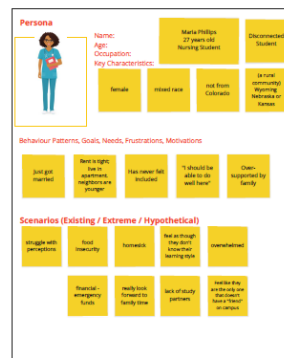 Persona
Name:
Age:
Occupation:
Key Characteristics:
Maria Phillips
27 years old
Nursing Student
Disconnected
Student
female
mixed race
not from
Colorado
(a rural
community)
Wyoming
Nebraska or
Kansas
Behaviour Patterns, Goals, Needs, Frustrations, Motivations
Just got
married
Rent is tight;
live in
apartment,
neighbors are
younger
Has never felt
included
"I should be
able to do
well here"
Over-
supported by
family
Scenarios (Existing / Extreme / Hypothetical)
struggle with
perceptions
food
insecurity
homesick
feel as though
they don't
know their
learning style
overwhelmed
financial -
emergency
funds
really look
forward to
family time
lack of study
partners
feel like they
are the only one
that doesn't
have a "friend"
on campus